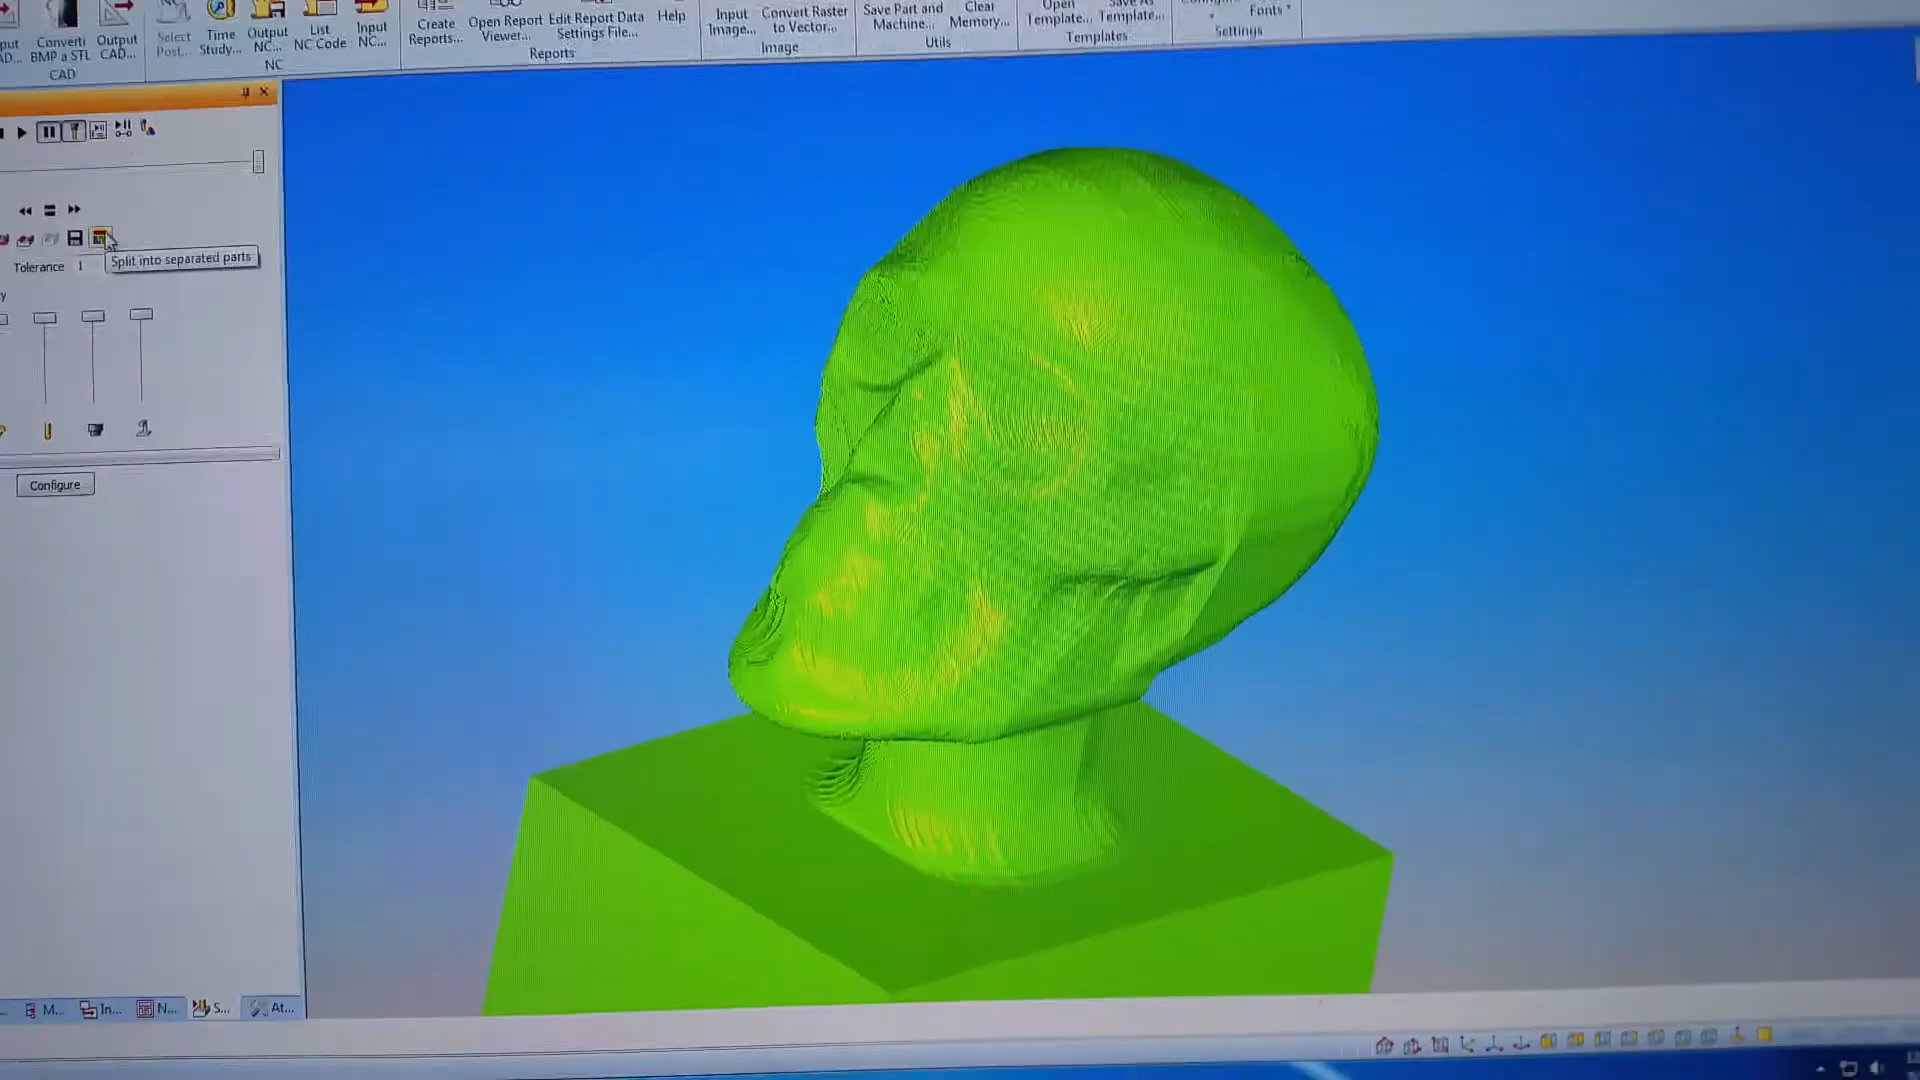 Converti
BMP a STL
Output
CAD...
CAD
Select
Post...
Time
Study...
Output
NC...
List
NC Code
Input
NC...
NC
Create
Reports...
Open Report
Viewer...
Edit Report Data
Settings File...
Help
Reports
Input
Image...
Convert Raster
to Vector...
Image
Save Part and
Machine...
Clear
Memory...
Utils
Open
Template...
Save As
Template...
Templates
Fonts
Settings
Split into separated parts
Tolerance 1
Configure
M...
In...
N...
S...
At...